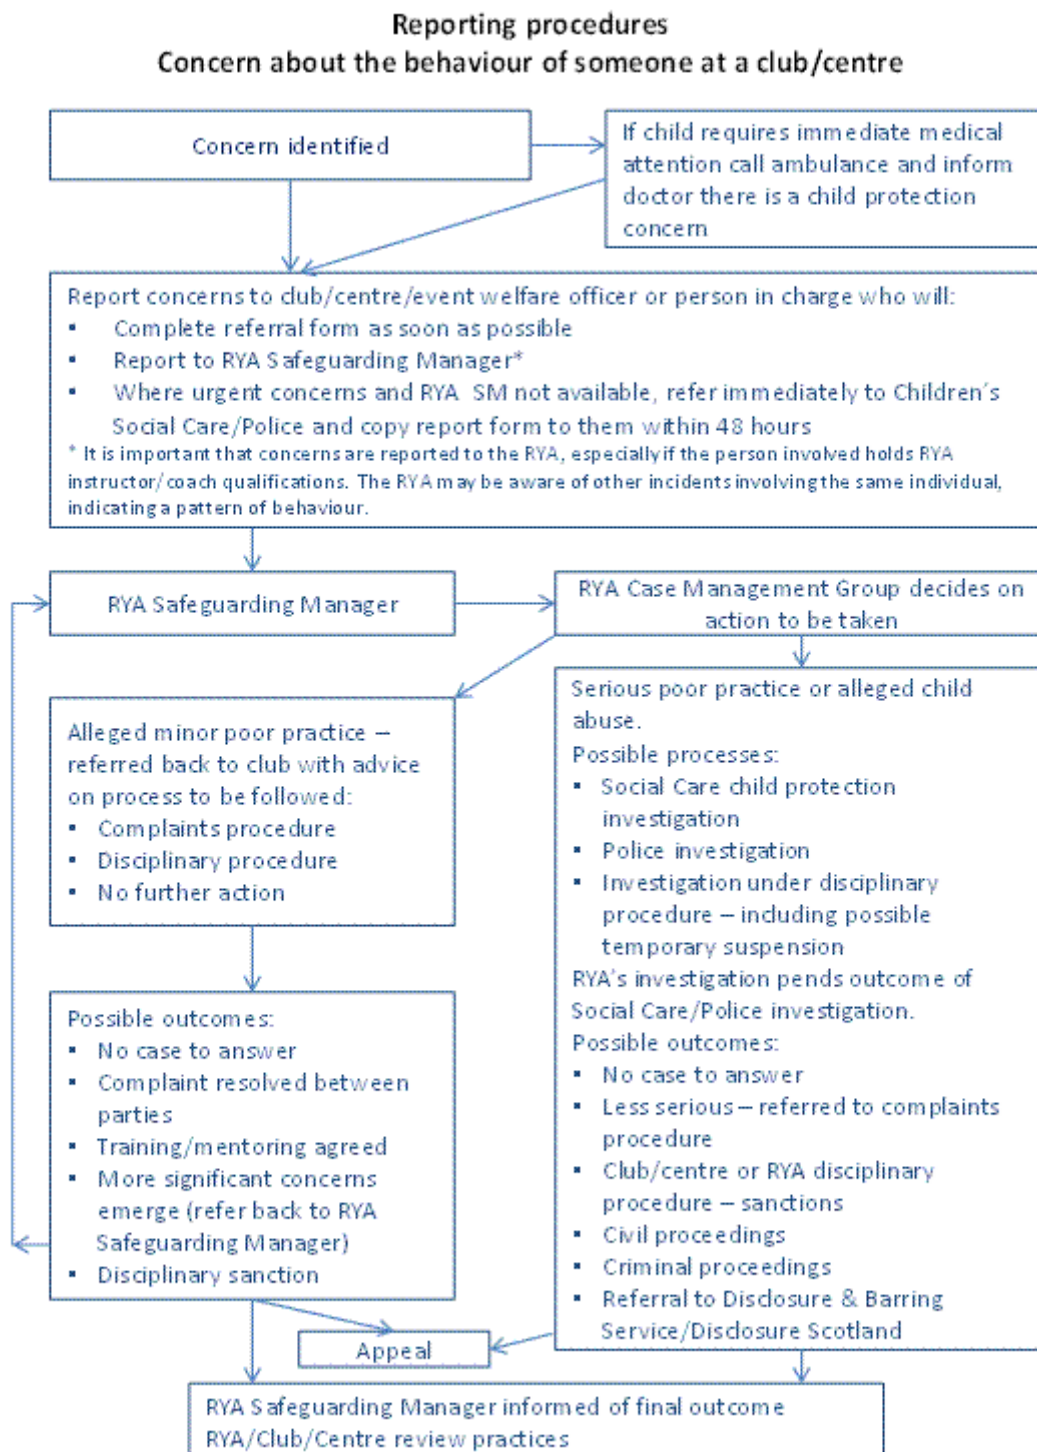 Reporting procedures
Concern about the behaviour of someone at a club/centre
Concern identified
If child requires immediate medical
attention call ambulance and inform
doctor there is a child protection
concern
Report concerns to club/centre/event welfare officer or person in charge who will:
▪ Complete referral form as soon as possible
▪ Report to RYA Safeguarding Manager*
▪ Where urgent concerns and RYA SM not available, refer immediately to Children's
Social Care/Police and copy report form to them within 48 hours
* It is important that concerns are reported to the RYA, especially if the person involved holds RYA
instructor/coach qualifications. The RYA may be aware of other incidents involving the same individual,
indicating a pattern of behaviour.
RYA Safeguarding Manager
RYA Case Management Group decides on
action to be taken
Alleged minor poor practice –
referred back to club with advice
on process to be followed:
▪ Complaints procedure
▪ Disciplinary procedure
▪ No further action
Serious poor practice or alleged child
abuse.
Possible processes:
▪ Social Care child protection
investigation
▪ Police investigation
▪ Investigation under disciplinary
procedure – including possible
temporary suspension
RYA's investigation pends outcome of
Social Care/Police investigation.
Possible outcomes:
▪ No case to answer
▪ Less serious – referred to complaints
procedure
▪ Club/centre or RYA disciplinary
procedure – sanctions
▪ Civil proceedings
▪ Criminal proceedings
▪ Referral to Disclosure & Barring
Service/Disclosure Scotland
Possible outcomes:
▪ No case to answer
▪ Complaint resolved between
parties
▪ Training/mentoring agreed
▪ More significant concerns
emerge (refer back to RYA
Safeguarding Manager)
▪ Disciplinary sanction
Appeal
RYA Safeguarding Manager informed of final outcome
RYA/Club/Centre review practices